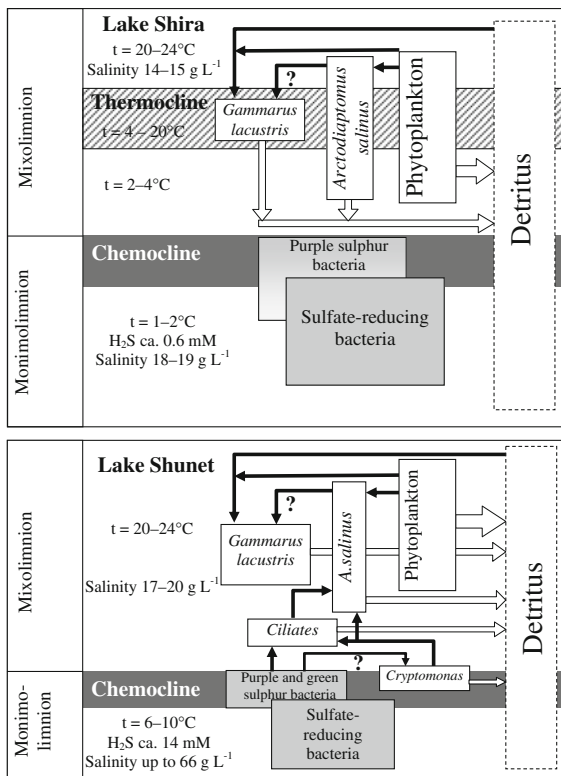 Lake Shira
t = 20–24°C
Salinity 14–15 g L-1
?
Thermocline
t = 4 – 20°C
Gammarus
lacustris
Arctodiaptomus
salinus
Phytoplankton
Detritus
Mixolimnion
t = 2–4°C
Chemocline
Purple sulphur
bacteria
Sulfate-reducing
bacteria
Monimolimnion
t = 1–2°C
H2S ca. 0.6 mM
Salinity 18–19 g L-1
Lake Shunet
?
t = 20–24°C
Gammarus
lacustris
A.salinus
Phytoplankton
Detritus
Mixolimnion
Salinity 17–20 g L-1
Ciliates
?
Cryptomonas
Chemocline
Purple and green
sulphur bacteria
Sulfate-
reducing
bacteria
Monimo-
limnion
t = 6–10°C
H2S ca. 14 mM
Salinity up to 66 g L-1